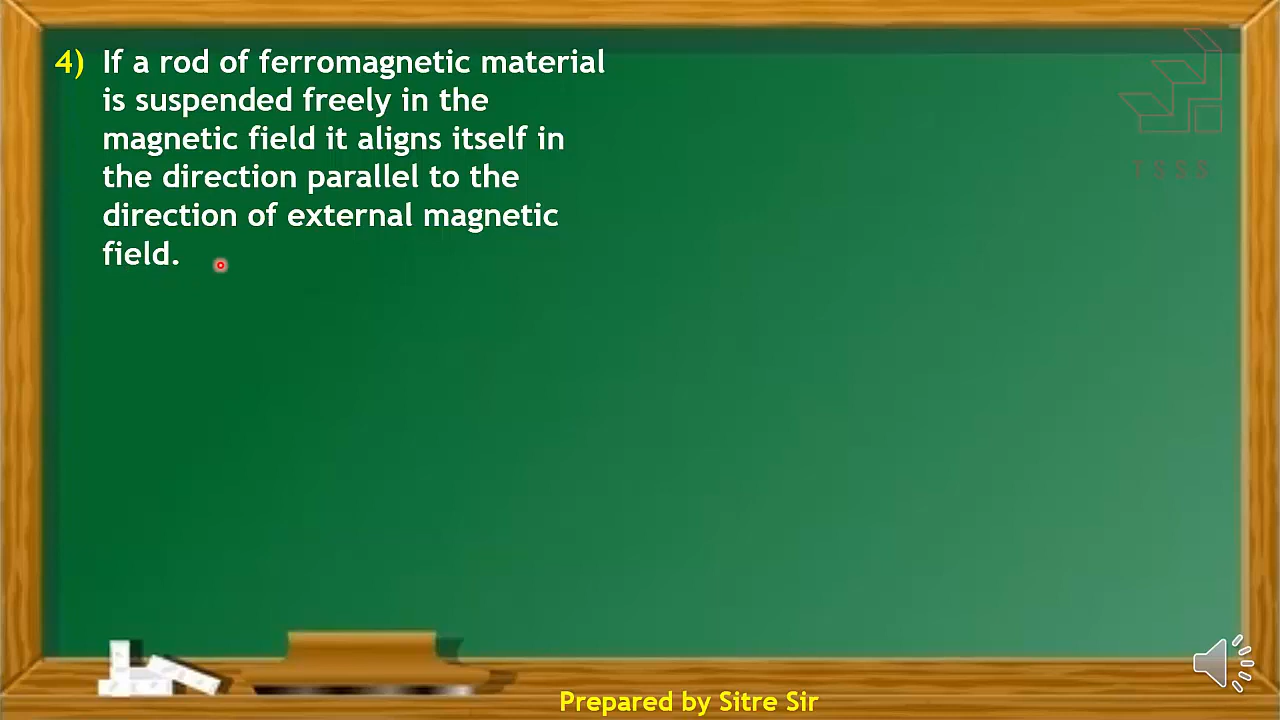 4) If a rod of ferromagnetic material
is suspended freely in the
magnetic field it aligns itself in
the direction parallel to the
direction of external magnetic
field.
T S S S
Prepared by Sitre Sir